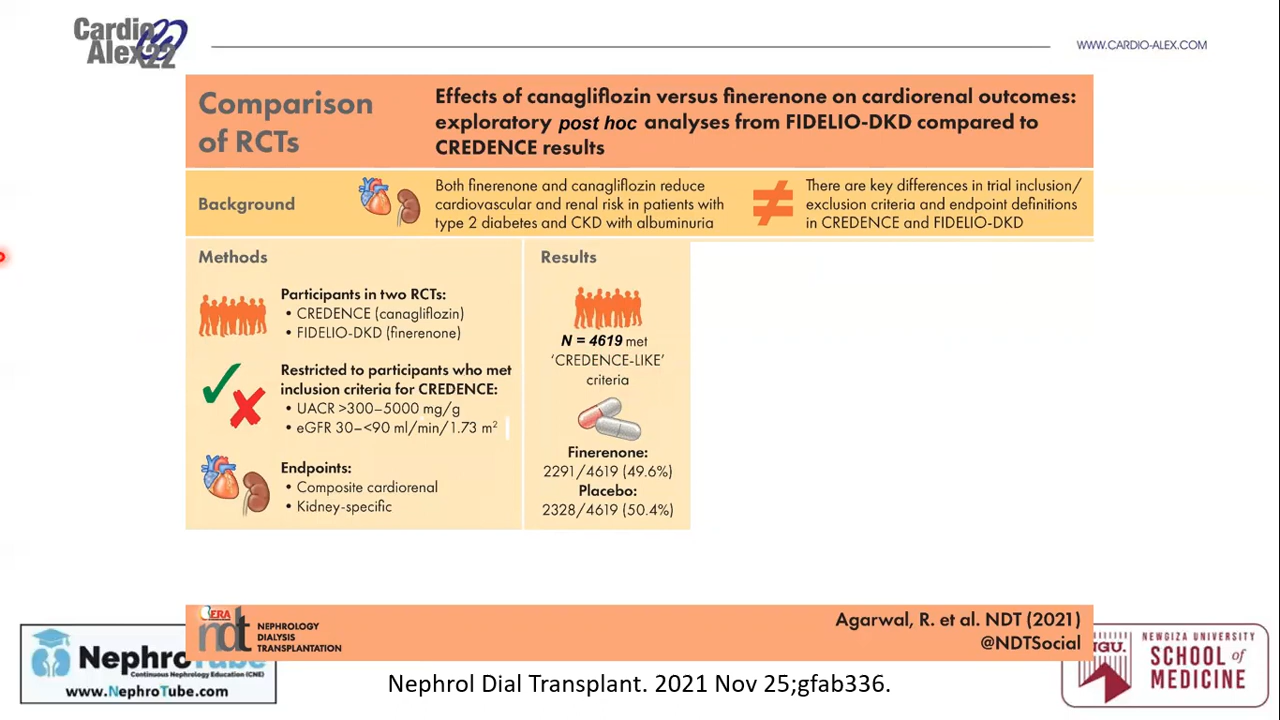 Cardio
Alex22
WWW.CARDIO-ALEX.COM
Comparison
of RCTs
Effects of canagliflozin versus finerenone on cardiorenal outcomes:
exploratory post hoc analyses from FIDELIO-DKD compared to
CREDENCE results
Background
Both finerenone and canagliflozin reduce
cardiovascular and renal risk in patients with
type 2 diabetes and CKD with albuminuria
≠
There are key differences in trial inclusion/
exclusion criteria and endpoint definitions
in CREDENCE and FIDELIO-DKD
Methods
Participants in two RCTs:
• CREDENCE (canagliflozin)
• FIDELIO-DKD (finerenone)
Restricted to participants who met
inclusion criteria for CREDENCE:
• UACR >300–5000 mg/g
• eGFR 30–<90 ml/min/1.73 m²
Endpoints:
• Composite cardiorenal
• Kidney-specific
Results
N = 4619 met
‘CREDENCE-LIKE’
criteria
Finerenone:
2291/4619 (49.6%)
Placebo:
2328/4619 (50.4%)
ERA
ndt
NEPHROLOGY
DIALYSIS
TRANSPLANTATION
Agarwal, R. et al. NDT (2021)
@NDTSocial
NephroTube
Continuous Nephrology Education (CNE)
www.NephroTube.com
Nephrol Dial Transplant. 2021 Nov 25;gfab336.
NGU.
NEWGIZA UNIVERSITY
SCHOOL of
MEDICINE